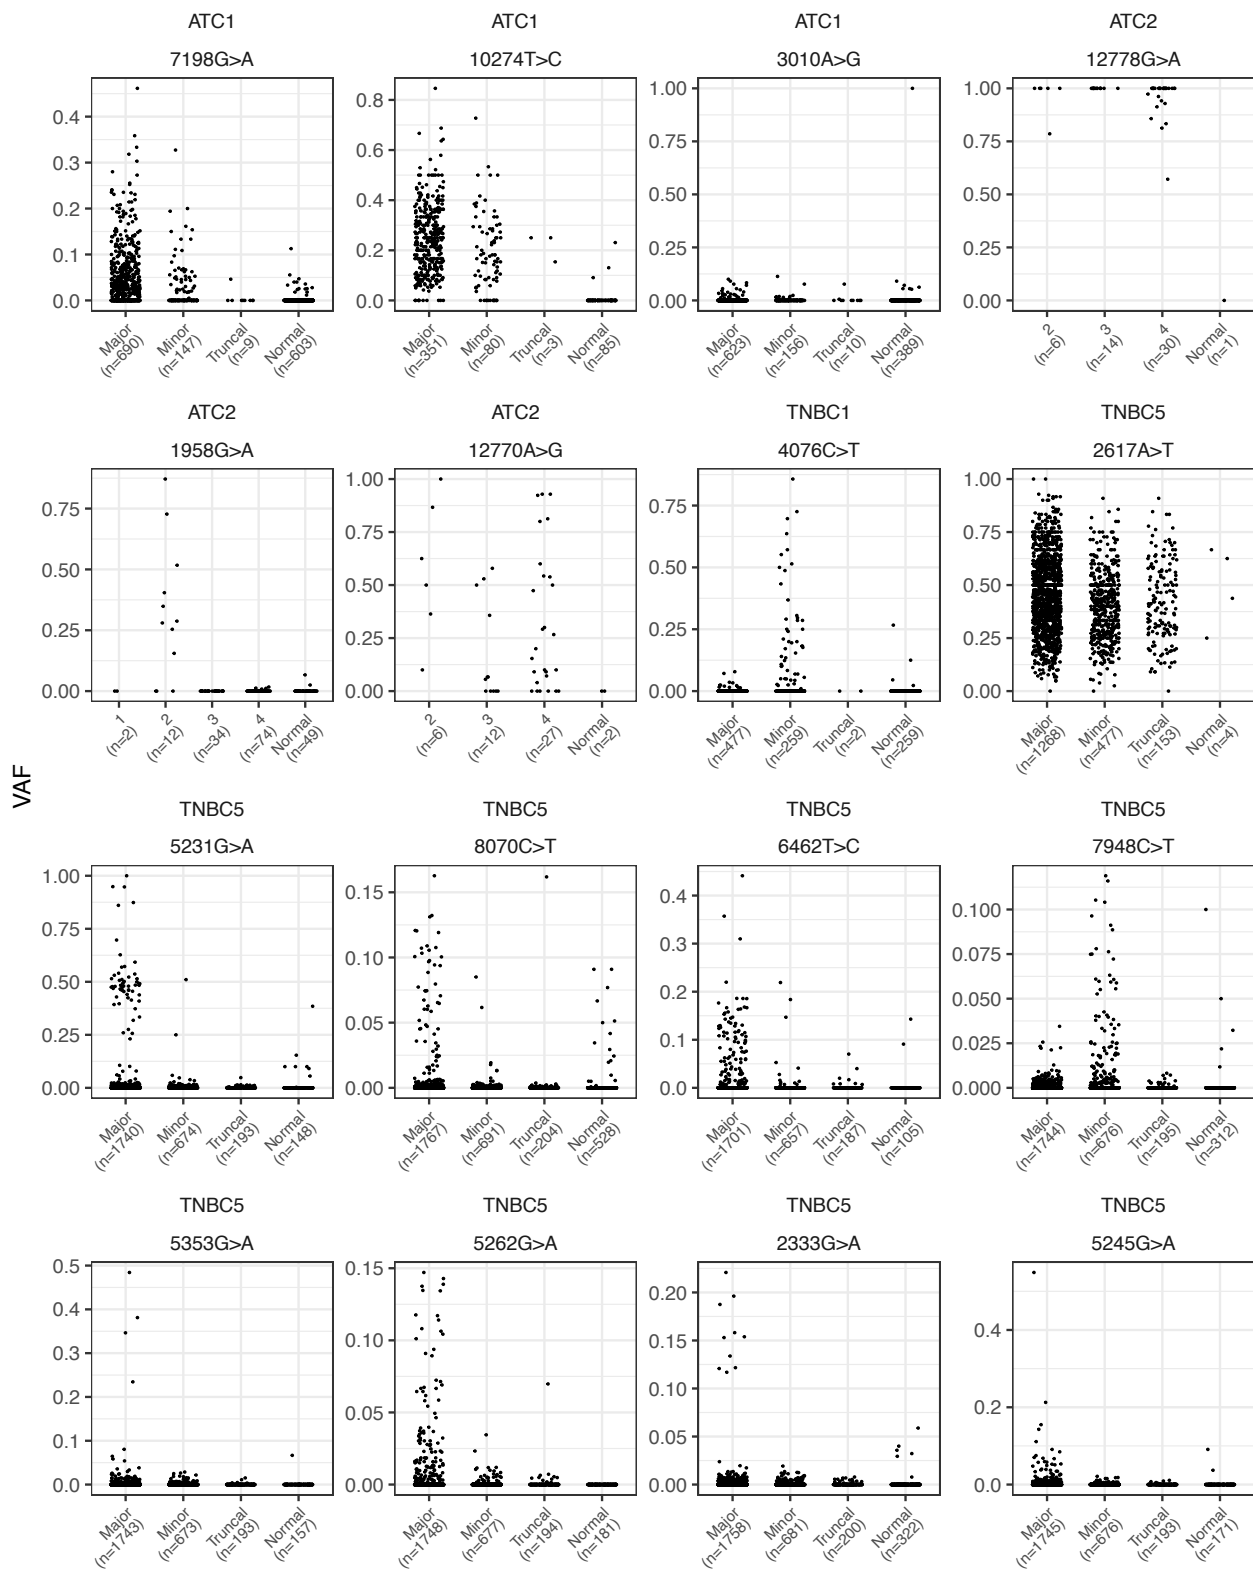 ATC1
7198G>A
0.4
0.3
0.2
0.1
0.0
Major
(n=690)
Minor
(n=147)
Truncal
(n=9)
Normal
(n=603)
ATC1
10274T>C
0.8
0.6
0.4
0.2
0.0
Major
(n=351)
Minor
(n=80)
Truncal
(n=3)
Normal
(n=85)
ATC1
3010A>G
1.00
0.75
0.50
0.25
0.00
Major
(n=623)
Minor
(n=156)
Truncal
(n=10)
Normal
(n=389)
ATC2
12778G>A
1.00
0.75
0.50
0.25
0.00
2
(n=6)
3
(n=14)
4
(n=30)
Normal
(n=1)
ATC2
1958G>A
0.75
0.50
0.25
0.00
1
(n=2)
2
(n=12)
3
(n=34)
4
(n=74)
Normal
(n=49)
ATC2
12770A>G
1.00
0.75
0.50
0.25
0.00
2
(n=6)
3
(n=12)
4
(n=27)
Normal
(n=2)
TNBC1
4076C>T
0.75
0.50
0.25
0.00
Major
(n=477)
Minor
(n=259)
Truncal
(n=2)
Normal
(n=259)
TNBC5
2617A>T
1.00
0.75
0.50
0.25
0.00
Major
(n=1268)
Minor
(n=477)
Truncal
(n=153)
Normal
(n=4)
VAF
TNBC5
5231G>A
1.00
0.75
0.50
0.25
0.00
Major
(n=1740)
Minor
(n=674)
Truncal
(n=193)
Normal
(n=148)
TNBC5
8070C>T
0.15
0.10
0.05
0.00
Major
(n=1767)
Minor
(n=691)
Truncal
(n=204)
Normal
(n=528)
TNBC5
6462T>C
0.4
0.3
0.2
0.1
0.0
Major
(n=1701)
Minor
(n=657)
Truncal
(n=187)
Normal
(n=105)
TNBC5
7948C>T
0.100
0.075
0.050
0.025
0.000
Major
(n=1744)
Minor
(n=676)
Truncal
(n=195)
Normal
(n=312)
TNBC5
5353G>A
0.5
0.4
0.3
0.2
0.1
0.0
Major
(n=1743)
Minor
(n=673)
Truncal
(n=193)
Normal
(n=157)
TNBC5
5262G>A
0.15
0.10
0.05
0.00
Major
(n=1748)
Minor
(n=677)
Truncal
(n=194)
Normal
(n=181)
TNBC5
2333G>A
0.20
0.15
0.10
0.05
0.00
Major
(n=1758)
Minor
(n=681)
Truncal
(n=200)
Normal
(n=322)
TNBC5
5245G>A
0.4
0.2
0.0
Major
(n=1745)
Minor
(n=676)
Truncal
(n=193)
Normal
(n=171)